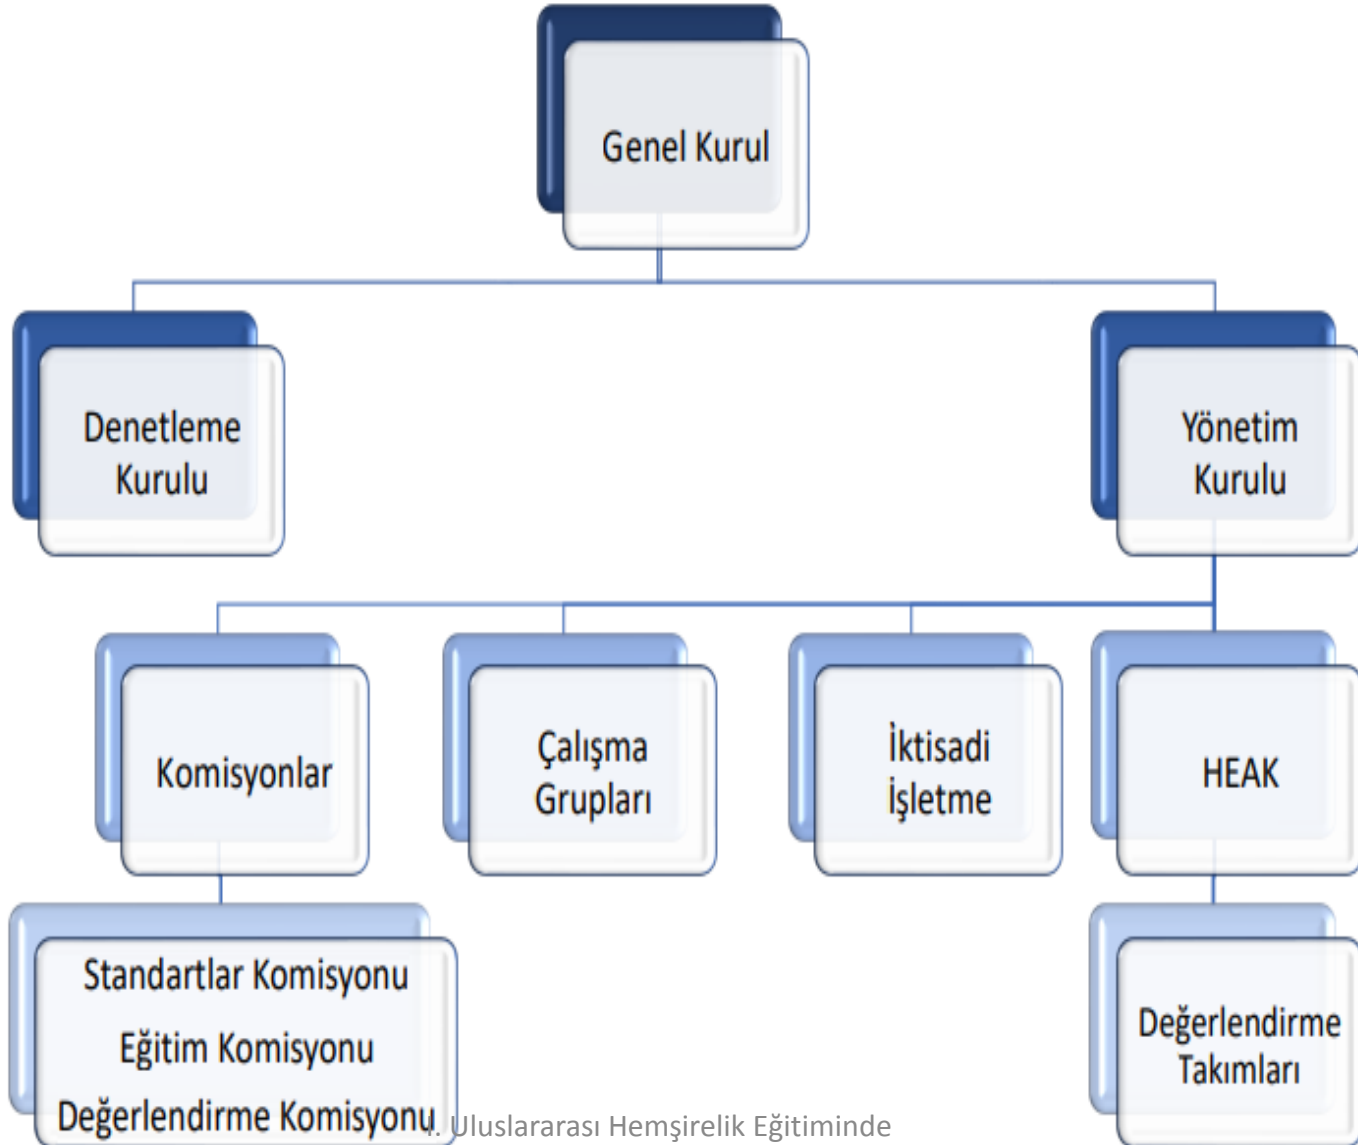 Genel Kurul
Denetleme
Kurulu
Yönetim
Kurulu
Komisyonlar
Çalışma
Grupları
İktisadi
İşletme
HEAK
Standartlar Komisyonu
Eğitim Komisyonu
Değerlendirme Komisyonu
Değerlendirme
Takımları
Uluslararası Hemşirelik Eğitiminde